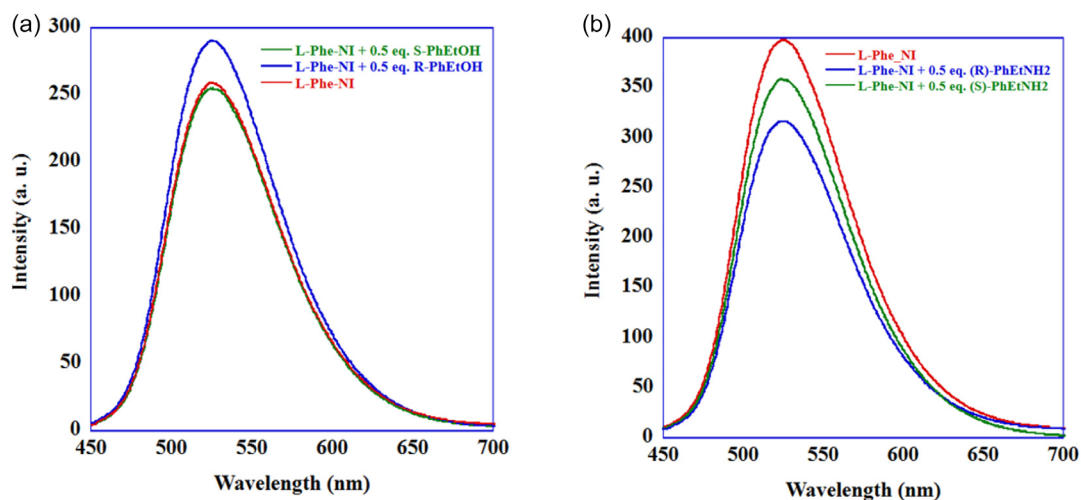 (a)
300
250
200
150
100
50
0
Intensity (a. u.)
L-Phe-NI + 0.5 eq. S-PhEtOH
L-Phe-NI + 0.5 eq. R-PhEtOH
L-Phe-NI
450 500 550 600 650 700
Wavelength (nm)
(b)
400
350
300
250
200
150
100
50
0
Intensity (a. u.)
L-Phe_NI
L-Phe-NI + 0.5 eq. (R)-PhEtNH2
L-Phe-NI + 0.5 eq. (S)-PhEtNH2
450 500 550 600 650 700
Wavelength (nm)